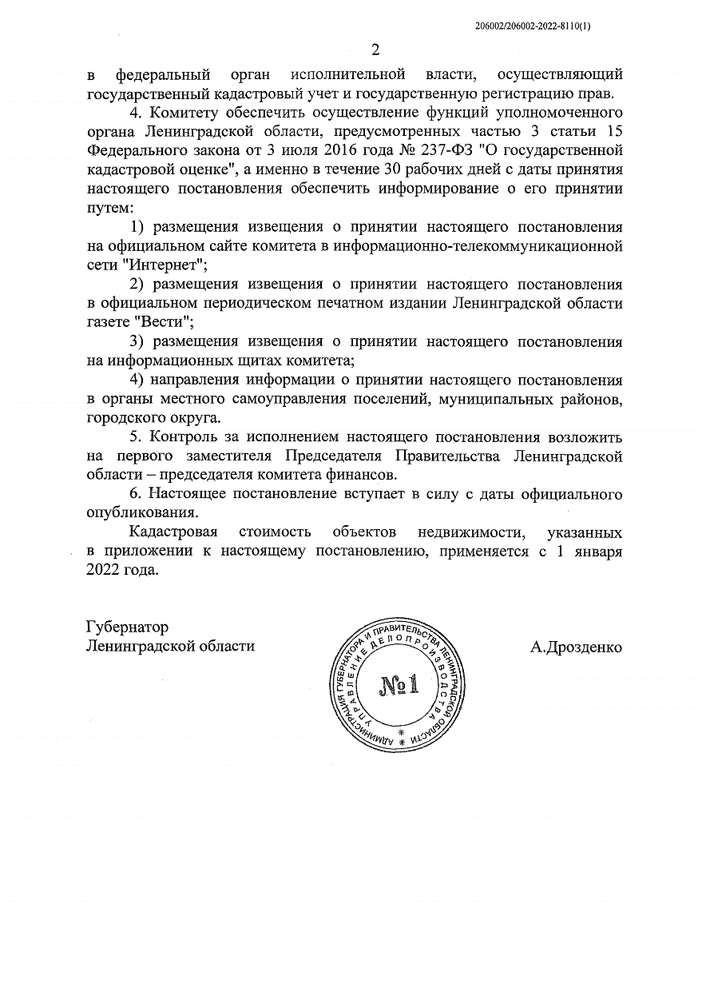 206002/206002-2022-8110(1)
2
в федеральный орган исполнительной власти, осуществляющий
государственный кадастровый учет и государственную регистрацию прав.
4. Комитету обеспечить осуществление функций уполномоченного
органа Ленинградской области, предусмотренных частью 3 статьи 15
Федерального закона от 3 июля 2016 года № 237-ФЗ "О государственной
кадастровой оценке", а именно в течение 30 рабочих дней с даты принятия
настоящего постановления обеспечить информирование о его принятии
путем:
1) размещения извещения о принятии настоящего постановления
на официальном сайте комитета в информационно-телекоммуникационной
сети "Интернет";
2) размещения извещения о принятии настоящего постановления
в официальном периодическом печатном издании Ленинградской области
газете "Вести";
3) размещения извещения о принятии настоящего постановления
на информационных щитах комитета;
4) направления информации о принятии настоящего постановления
в органы местного самоуправления поселений, муниципальных районов,
городского округа.
5. Контроль за исполнением настоящего постановления возложить
на первого заместителя Председателя Правительства Ленинградской
области – председателя комитета финансов.
6. Настоящее постановление вступает в силу с даты официального
опубликования.
Кадастровая стоимость объектов недвижимости, указанных
в приложении к настоящему постановлению, применяется с 1 января
2022 года.
Губернатор
Ленинградской области
А.Дрозденко
АДМИНИСТРАЦИЯ ГУБЕРНАТОРА И ПРАВИТЕЛЬСТВА ЛЕНИНГРАДСКОЙ ОБЛАСТИ
УПРАВЛЕНИЕ ДЕЛОПРОИЗВОДСТВА
№1